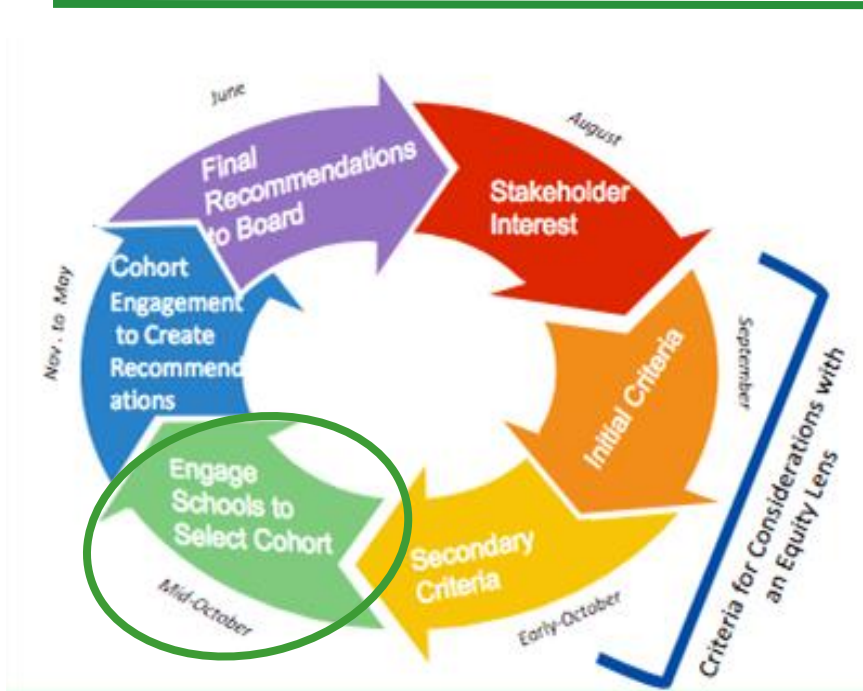 June
Final
Recommendations
to Board
August
Stakeholder
Interest
September
Initial Criteria
Criteria for Considerations with
an Equity Lens
Early-October
Secondary
Criteria
Mid-October
Engage
Schools to
Select Cohort
Nov. to May
Cohort
Engagement
to Create
Recommend
ations